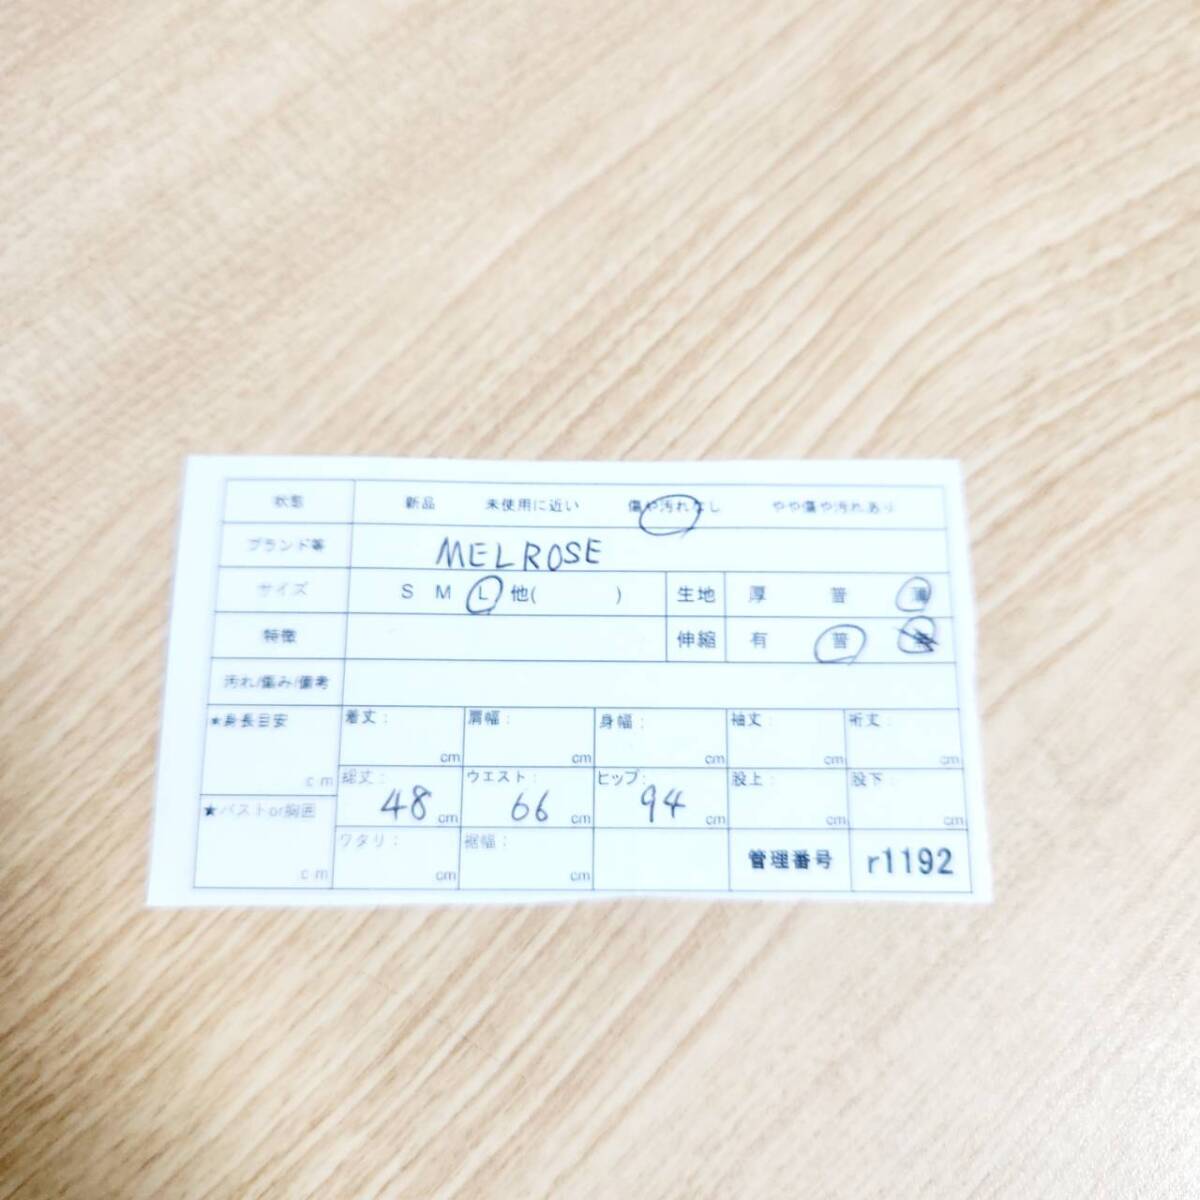 状態 新品 未使用に近い 傷や汚れなし やや傷や汚れあり
ブランド等 MELROSE
サイズ S M L 他( ) 生地 厚 普 薄
特徴 伸縮 有 普
汚れ/傷み/備考
★身長目安 cm 着丈： cm 肩幅： cm 身幅： cm 袖丈： cm 裄丈： cm
総丈： 48 cm ウエスト： 66 cm ヒップ： 94 cm 股上： cm 股下： cm
★バストor胸囲 cm ワタリ： cm 裾幅： cm 管理番号 r1192